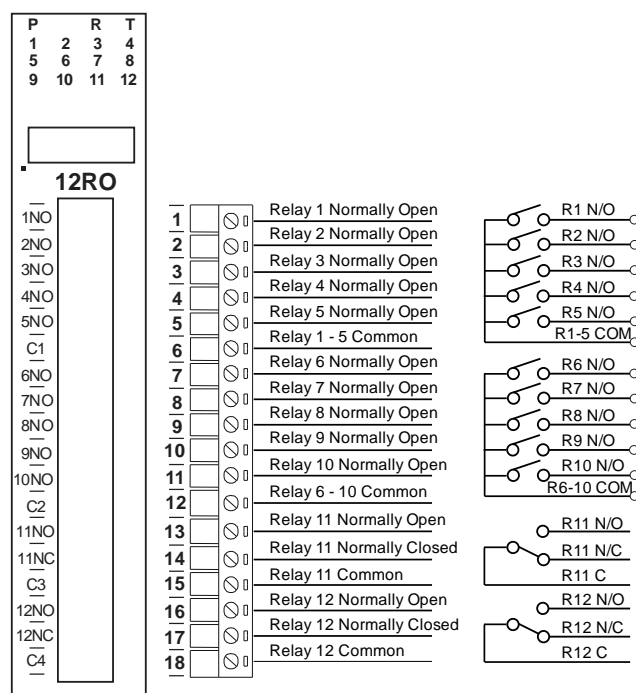 P R T
1 2 3 4
5 6 7 8
9 10 11 12
12RO
1NO
2NO
3NO
4NO
5NO
C1
6NO
7NO
8NO
9NO
10NO
C2
11NO
11NC
C3
12NO
12NC
C4
1 Relay 1 Normally Open
2 Relay 2 Normally Open
3 Relay 3 Normally Open
4 Relay 4 Normally Open
5 Relay 5 Normally Open
6 Relay 1 - 5 Common
7 Relay 6 Normally Open
8 Relay 7 Normally Open
9 Relay 8 Normally Open
10 Relay 9 Normally Open
11 Relay 10 Normally Open
12 Relay 6 - 10 Common
13 Relay 11 Normally Open
14 Relay 11 Normally Closed
15 Relay 11 Common
16 Relay 12 Normally Open
17 Relay 12 Normally Closed
18 Relay 12 Common
R1 N/O
R2 N/O
R3 N/O
R4 N/O
R5 N/O
R1-5 COM
R6 N/O
R7 N/O
R8 N/O
R9 N/O
R10 N/O
R6-10 COM
R11 N/O
R11 N/C
R11 C
R12 N/O
R12 N/C
R12 C